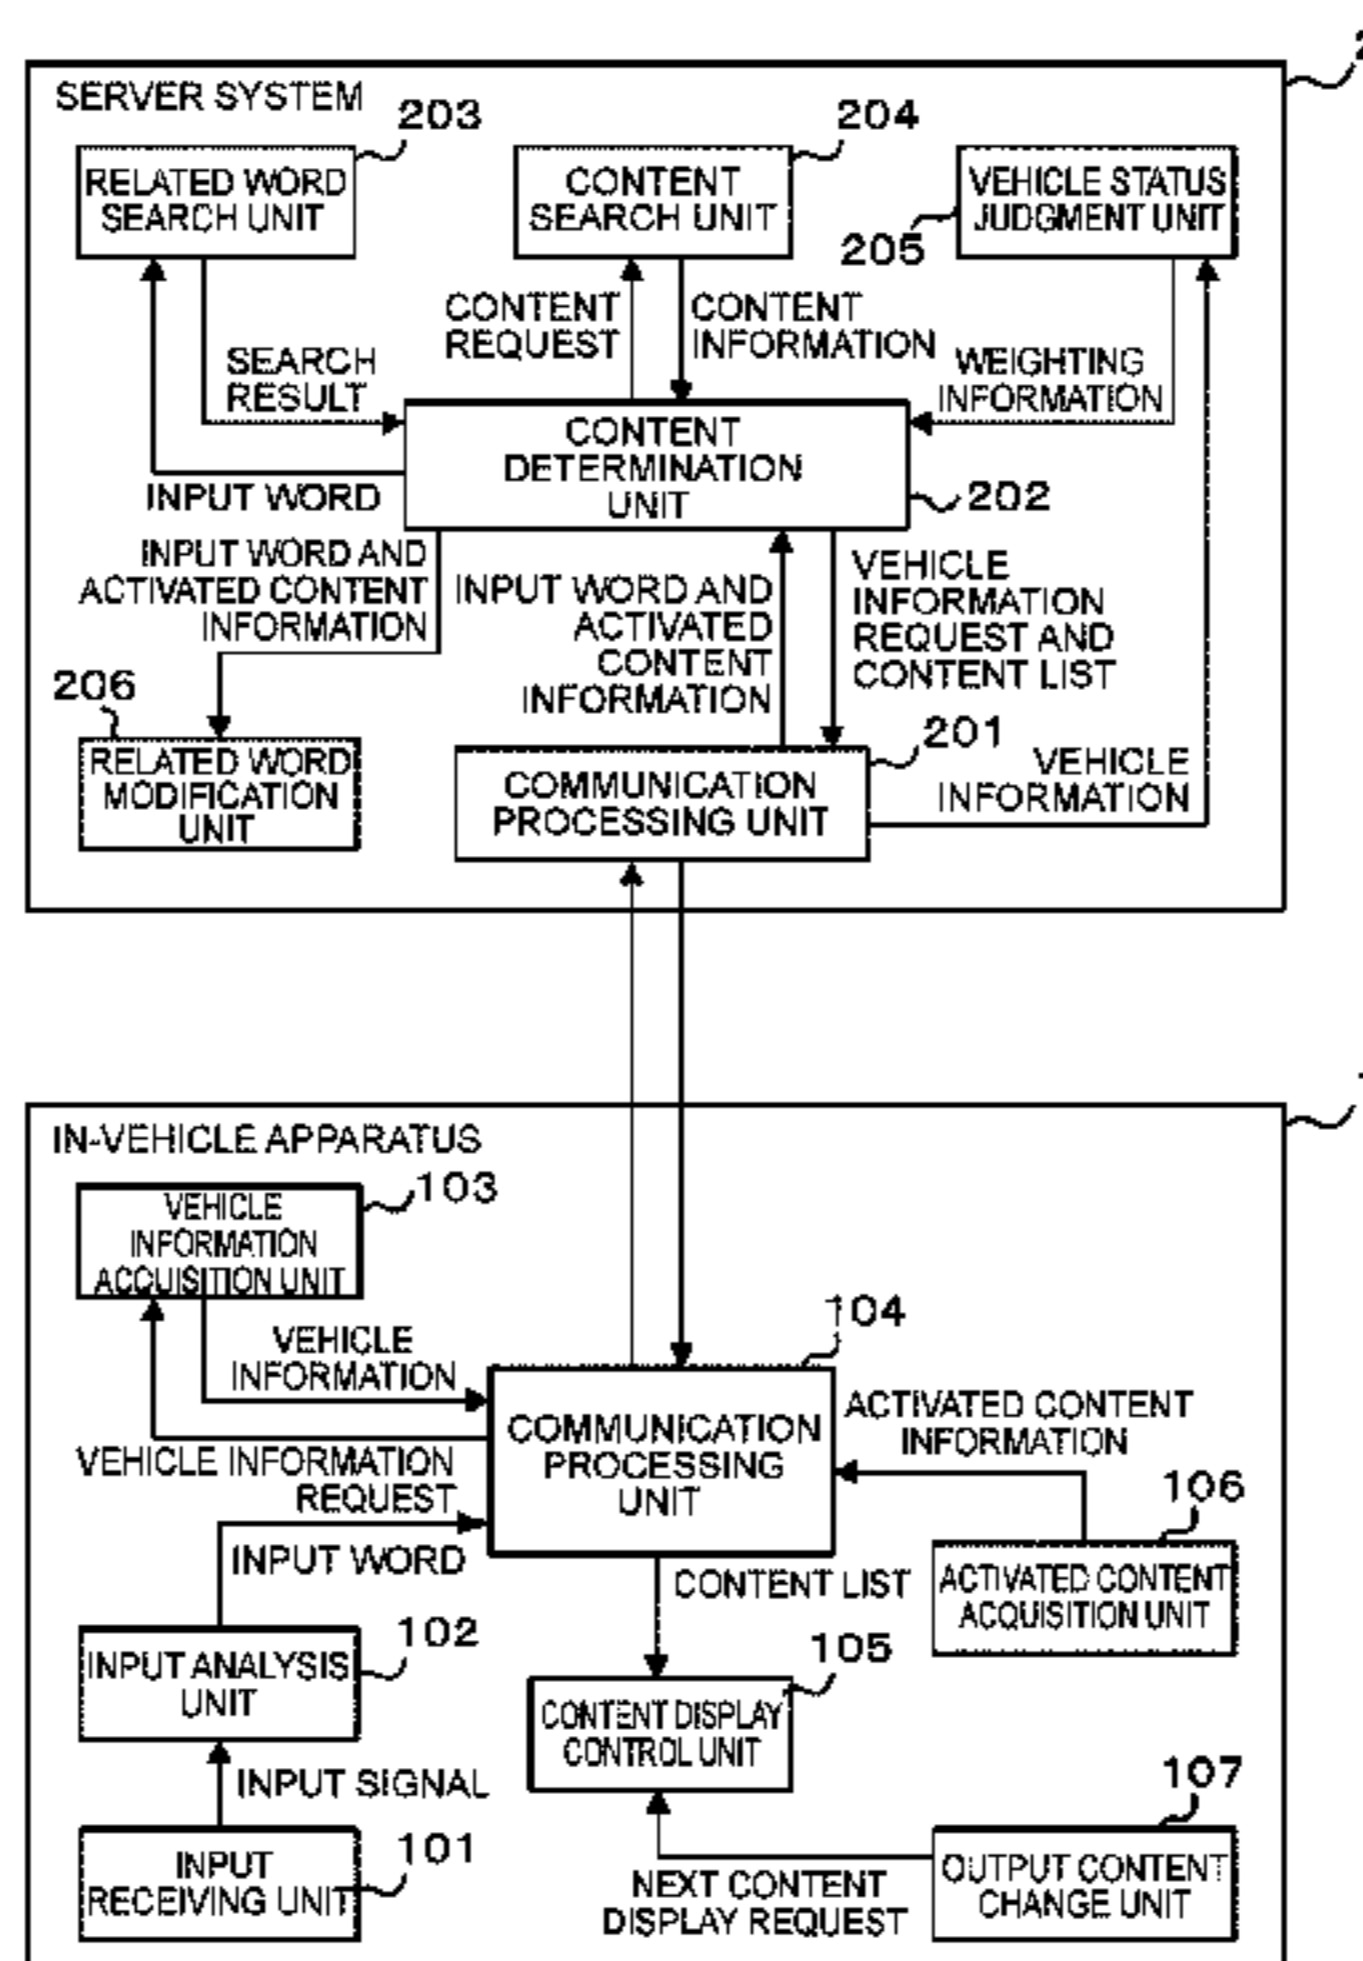 2
SERVER SYSTEM
203
204
RELATED WORD
SEARCH UNIT
CONTENT
SEARCH UNIT
VEHICLE STATUS
JUDGMENT UNIT
205
CONTENT
REQUEST
CONTENT
INFORMATION
SEARCH
RESULT
WEIGHTING
INFORMATION
CONTENT
DETERMINATION
UNIT
INPUT WORD
202
INPUT WORD AND
ACTIVATED CONTENT
INFORMATION
INPUT WORD AND
ACTIVATED
CONTENT
INFORMATION
VEHICLE
INFORMATION
REQUEST AND
CONTENT LIST
206
201
RELATED WORD
MODIFICATION
UNIT
COMMUNICATION
PROCESSING UNIT
VEHICLE
INFORMATION
IN-VEHICLE APPARATUS
103
VEHICLE
INFORMATION
ACQUISITION UNIT
104
VEHICLE
INFORMATION
COMMUNICATION
PROCESSING
UNIT
ACTIVATED CONTENT
INFORMATION
VEHICLE INFORMATION
REQUEST
106
INPUT WORD
CONTENT LIST
ACTIVATED CONTENT
ACQUISITION UNIT
102
INPUT ANALYSIS
UNIT
105
CONTENT DISPLAY
CONTROL UNIT
INPUT SIGNAL
107
101
INPUT
RECEIVING UNIT
NEXT CONTENT
DISPLAY REQUEST
OUTPUT CONTENT
CHANGE UNIT